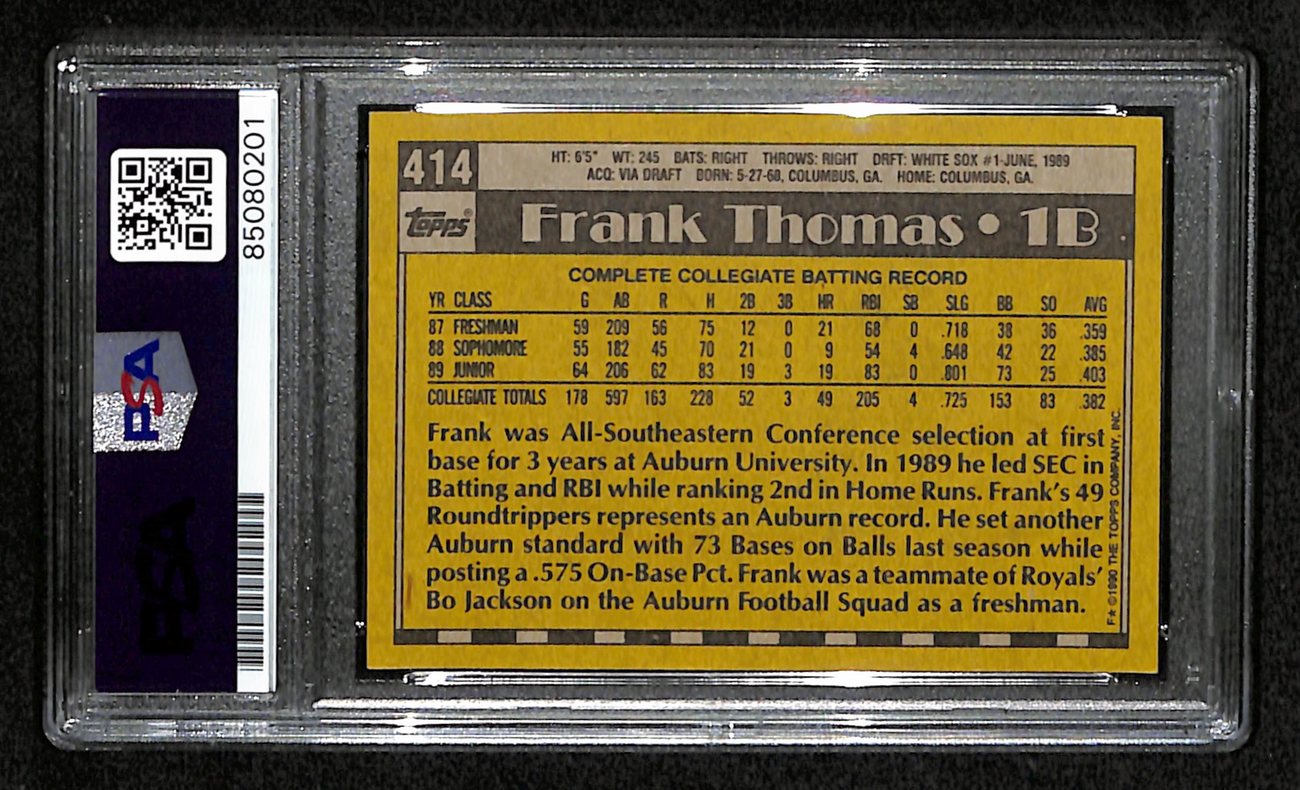 85080201
PSA
PSA
414
HT: 6'5" WT: 245 BATS: RIGHT THROWS: RIGHT DRFT: WHITE SOX #1-JUNE, 1989
ACQ: VIA DRAFT BORN: 5-27-68, COLUMBUS, GA. HOME: COLUMBUS, GA.
topps®
Frank Thomas • 1B
COMPLETE COLLEGIATE BATTING RECORD
YR CLASS G AB R H 2B 3B HR RBI SB SLG BB SO AVG
87 FRESHMAN 59 209 56 75 12 0 21 68 0 .718 38 36 .359
88 SOPHOMORE 55 182 45 70 21 0 9 54 4 .648 42 22 .385
89 JUNIOR 64 206 62 83 19 3 19 83 0 .801 73 25 .403
COLLEGIATE TOTALS 178 597 163 228 52 3 49 205 4 .725 153 83 .382
Frank was All-Southeastern Conference selection at first
base for 3 years at Auburn University. In 1989 he led SEC in
Batting and RBI while ranking 2nd in Home Runs. Frank's 49
Roundtrippers represents an Auburn record. He set another
Auburn standard with 73 Bases on Balls last season while
posting a .575 On-Base Pct. Frank was a teammate of Royals'
Bo Jackson on the Auburn Football Squad as a freshman.
F★ ©1990 THE TOPPS COMPANY, INC.